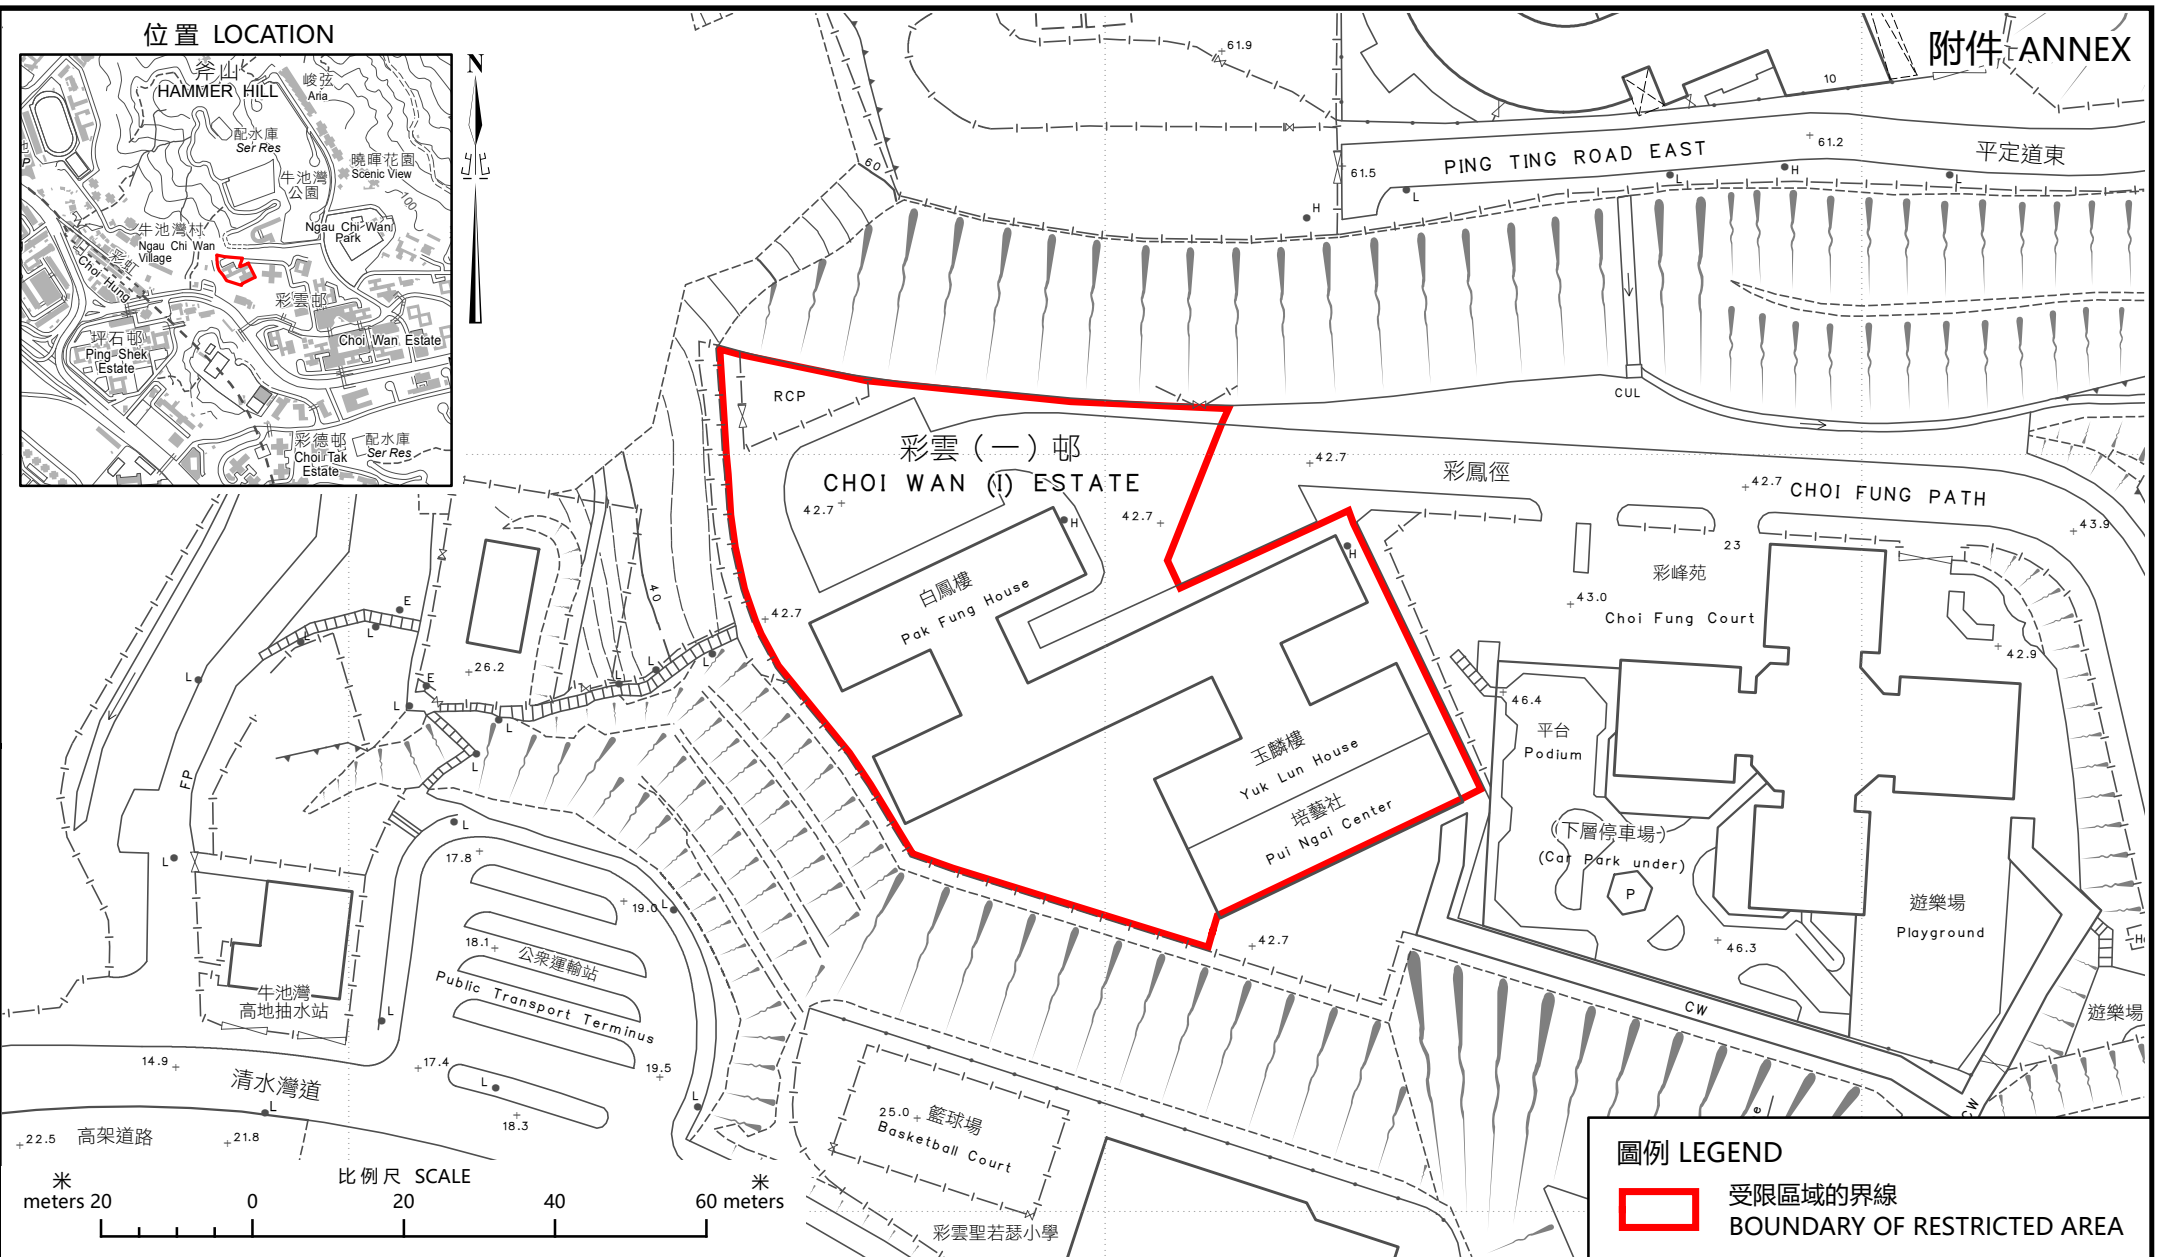 位置 LOCATION
附件 ANNEX
斧山
HAMMER HILL
峻弦
Aria
配水庫
Ser Res
曉暉花園
Scenic View
牛池灣
公園
100
Ngau Chi Wan
Park
牛池灣村
Ngau Chi Wan
Village
彩虹
Choi Hung
彩雲邨
Choi Wan Estate
坪石邨
Ping Shek
Estate
彩德邨
Choi Tak
Estate
配水庫
Ser Res
N
61.9
10
61.2
PING TING ROAD EAST
平定道東
61.5
60
H
L
L
H
L
RCP
CUL
彩雲（一）邨
CHOI WAN (I) ESTATE
42.7
42.7
42.7
彩鳳徑
42.7
CHOI FUNG PATH
43.9
H
H
23
白鳳樓
Pak Fung House
42.7
40
彩峰苑
43.0
Choi Fung Court
42.9
E
L
L
26.2
L
L
L
E
L
L
L
L
46.4
平台
Podium
玉麟樓
Yuk Lun House
培藝社
Pui Ngai Center
FP
下層停車場
(Car Park under)
P
L
L
17.8
19.0
L
18.1
公衆運輸站
Public Transport Terminus
42.7
46.3
遊樂場
Playground
遊樂場
牛池灣
高地抽水站
L
CW
CW
14.9
17.4
19.5
清水灣道
L
L
L
18.3
22.5
高架道路
21.8
25.0
籃球場
Basketball Court
彩雲聖若瑟小學
比例尺 SCALE
米
meters 20 0 20 40 60 meters
米
圖例 LEGEND
受限區域的界線
BOUNDARY OF RESTRICTED AREA